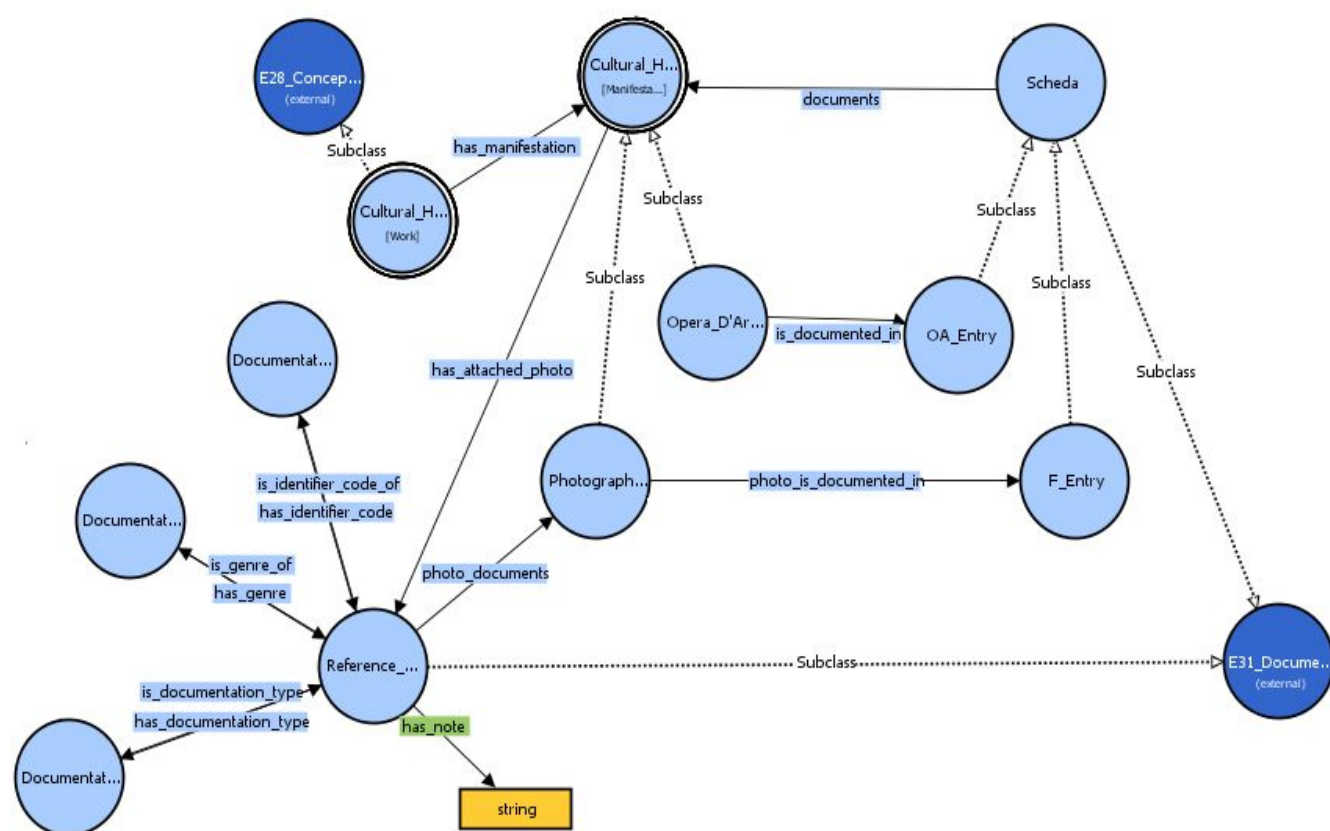 E28_Concep...
(external)
Cultural_H...
[Manifesta...]
Scheda
documents
Subclass
has_manifestation
Cultural_H...
[Work]
Subclass
Subclass
Subclass
Subclass
Opera_D'Ar...
is_documented_in
OA_Entry
Documentat...
has_attached_photo
Subclass
is_identifier_code_of
has_identifier_code
Photograph...
photo_is_documented_in
F_Entry
Documentat...
is_genre_of
has_genre
photo_documents
Reference_...
Subclass
E31_Docume...
(external)
is_documentation_type
has_documentation_type
has_note
Documentat...
string